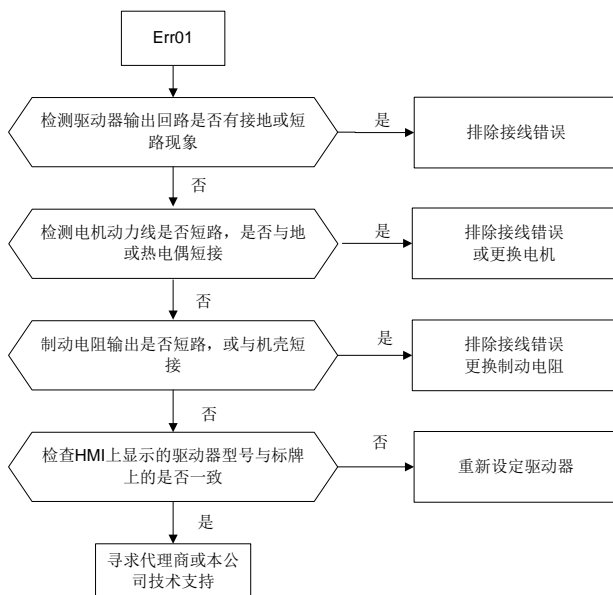 Err01
检测驱动器输出回路是否有接地或短
路现象
是
排除接线错误
否
检测电机动力线是否短路，是否与地
或热电偶短接
是
排除接线错误
或更换电机
否
制动电阻输出是否短路，或与机壳短
接
是
排除接线错误
更换制动电阻
否
检查HMI上显示的驱动器型号与标牌
上的是否一致
否
重新设定驱动器
是
寻求代理商或本公
司技术支持